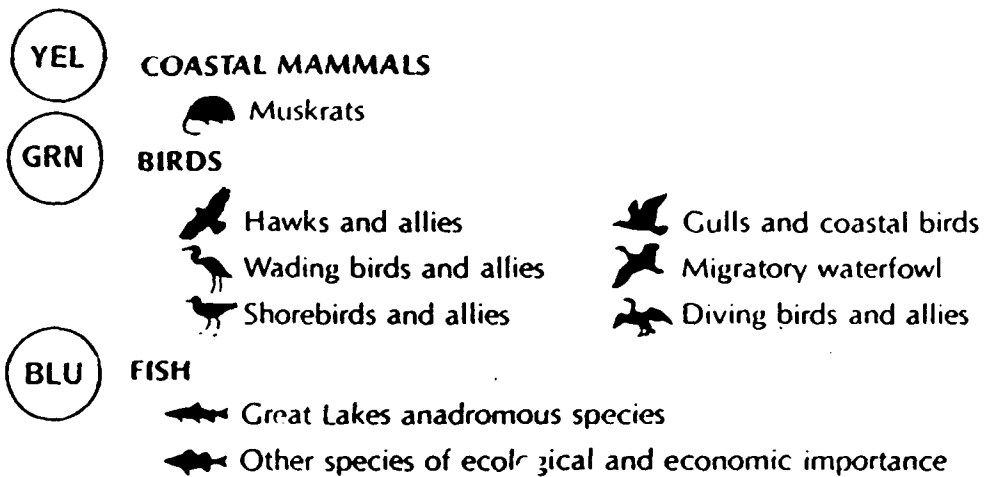 YEL COASTAL MAMMALS
Muskrats
GRN BIRDS
Hawks and allies
Gulls and coastal birds
Wading birds and allies
Migratory waterfowl
Shorebirds and allies
Diving birds and allies
BLU FISH
Great Lakes anadromous species
Other species of ecological and economic importance